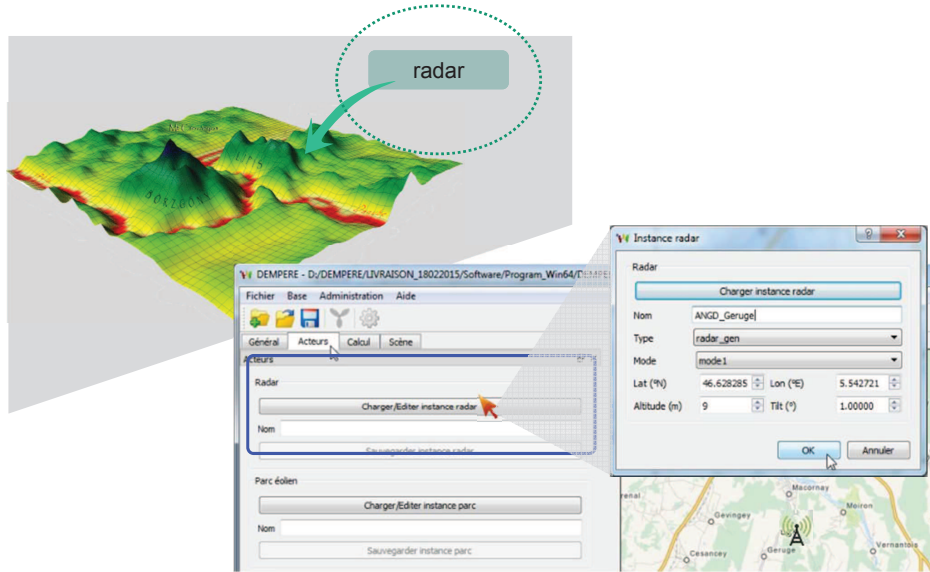 radar
DEMPERE - D:/DEMPERE/LIVRAISON_18022015/Software/Program_Win64/DEMPE
Fichier Base Administration Aide
Général Acteurs Calcul Scène
Acteurs
Radar
Charger/Editer instance radar
Nom
Sauvegarder instance radar
Parc éolien
Charger/Editer instance parc
Nom
Sauvegarder instance parc
Instance radar
Radar
Charger instance radar
Nom ANGD_Geruge
Type radar_gen
Mode mode1
Lat (ºN) 46.628285 Lon (ºE) 5.542721
Altitude (m) 9 Tilt (º) 1.00000
OK Annuler
Macornay
Gevingey
Moiron
Geruge
Vernantois
Cesancey